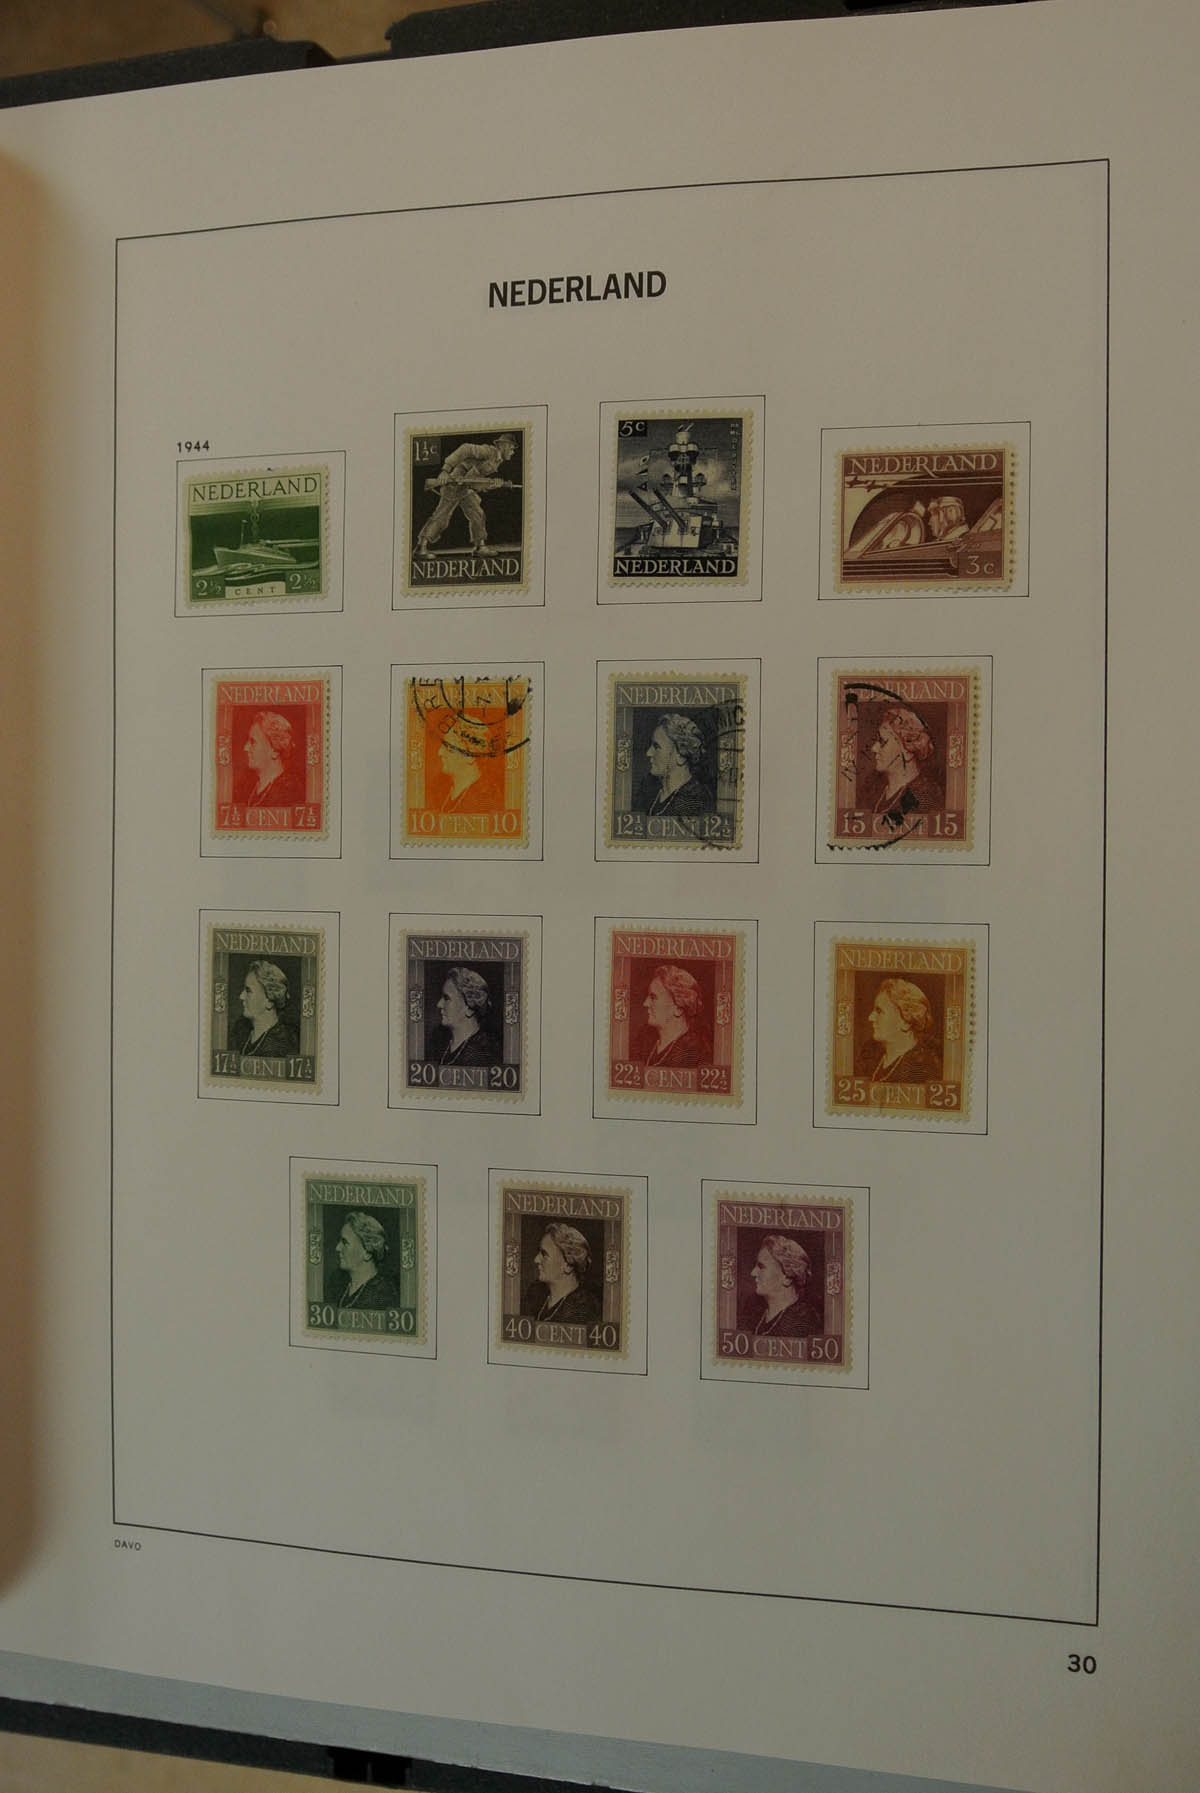 NEDERLAND
1944
NEDERLAND
2½ CENT 2½
1½c
NEDERLAND
5c
NEDERLAND
NEDERLAND
3c
NEDERLAND
7½ CENT 7½
NEDERLAND
10 CENT 10
NEDERLAND
12½ CENT 12½
NEDERLAND
15 CENT 15
NEDERLAND
17½ CENT 17½
NEDERLAND
20 CENT 20
NEDERLAND
22½ CENT 22½
NEDERLAND
25 CENT 25
NEDERLAND
30 CENT 30
NEDERLAND
40 CENT 40
NEDERLAND
50 CENT 50
DAVO
30